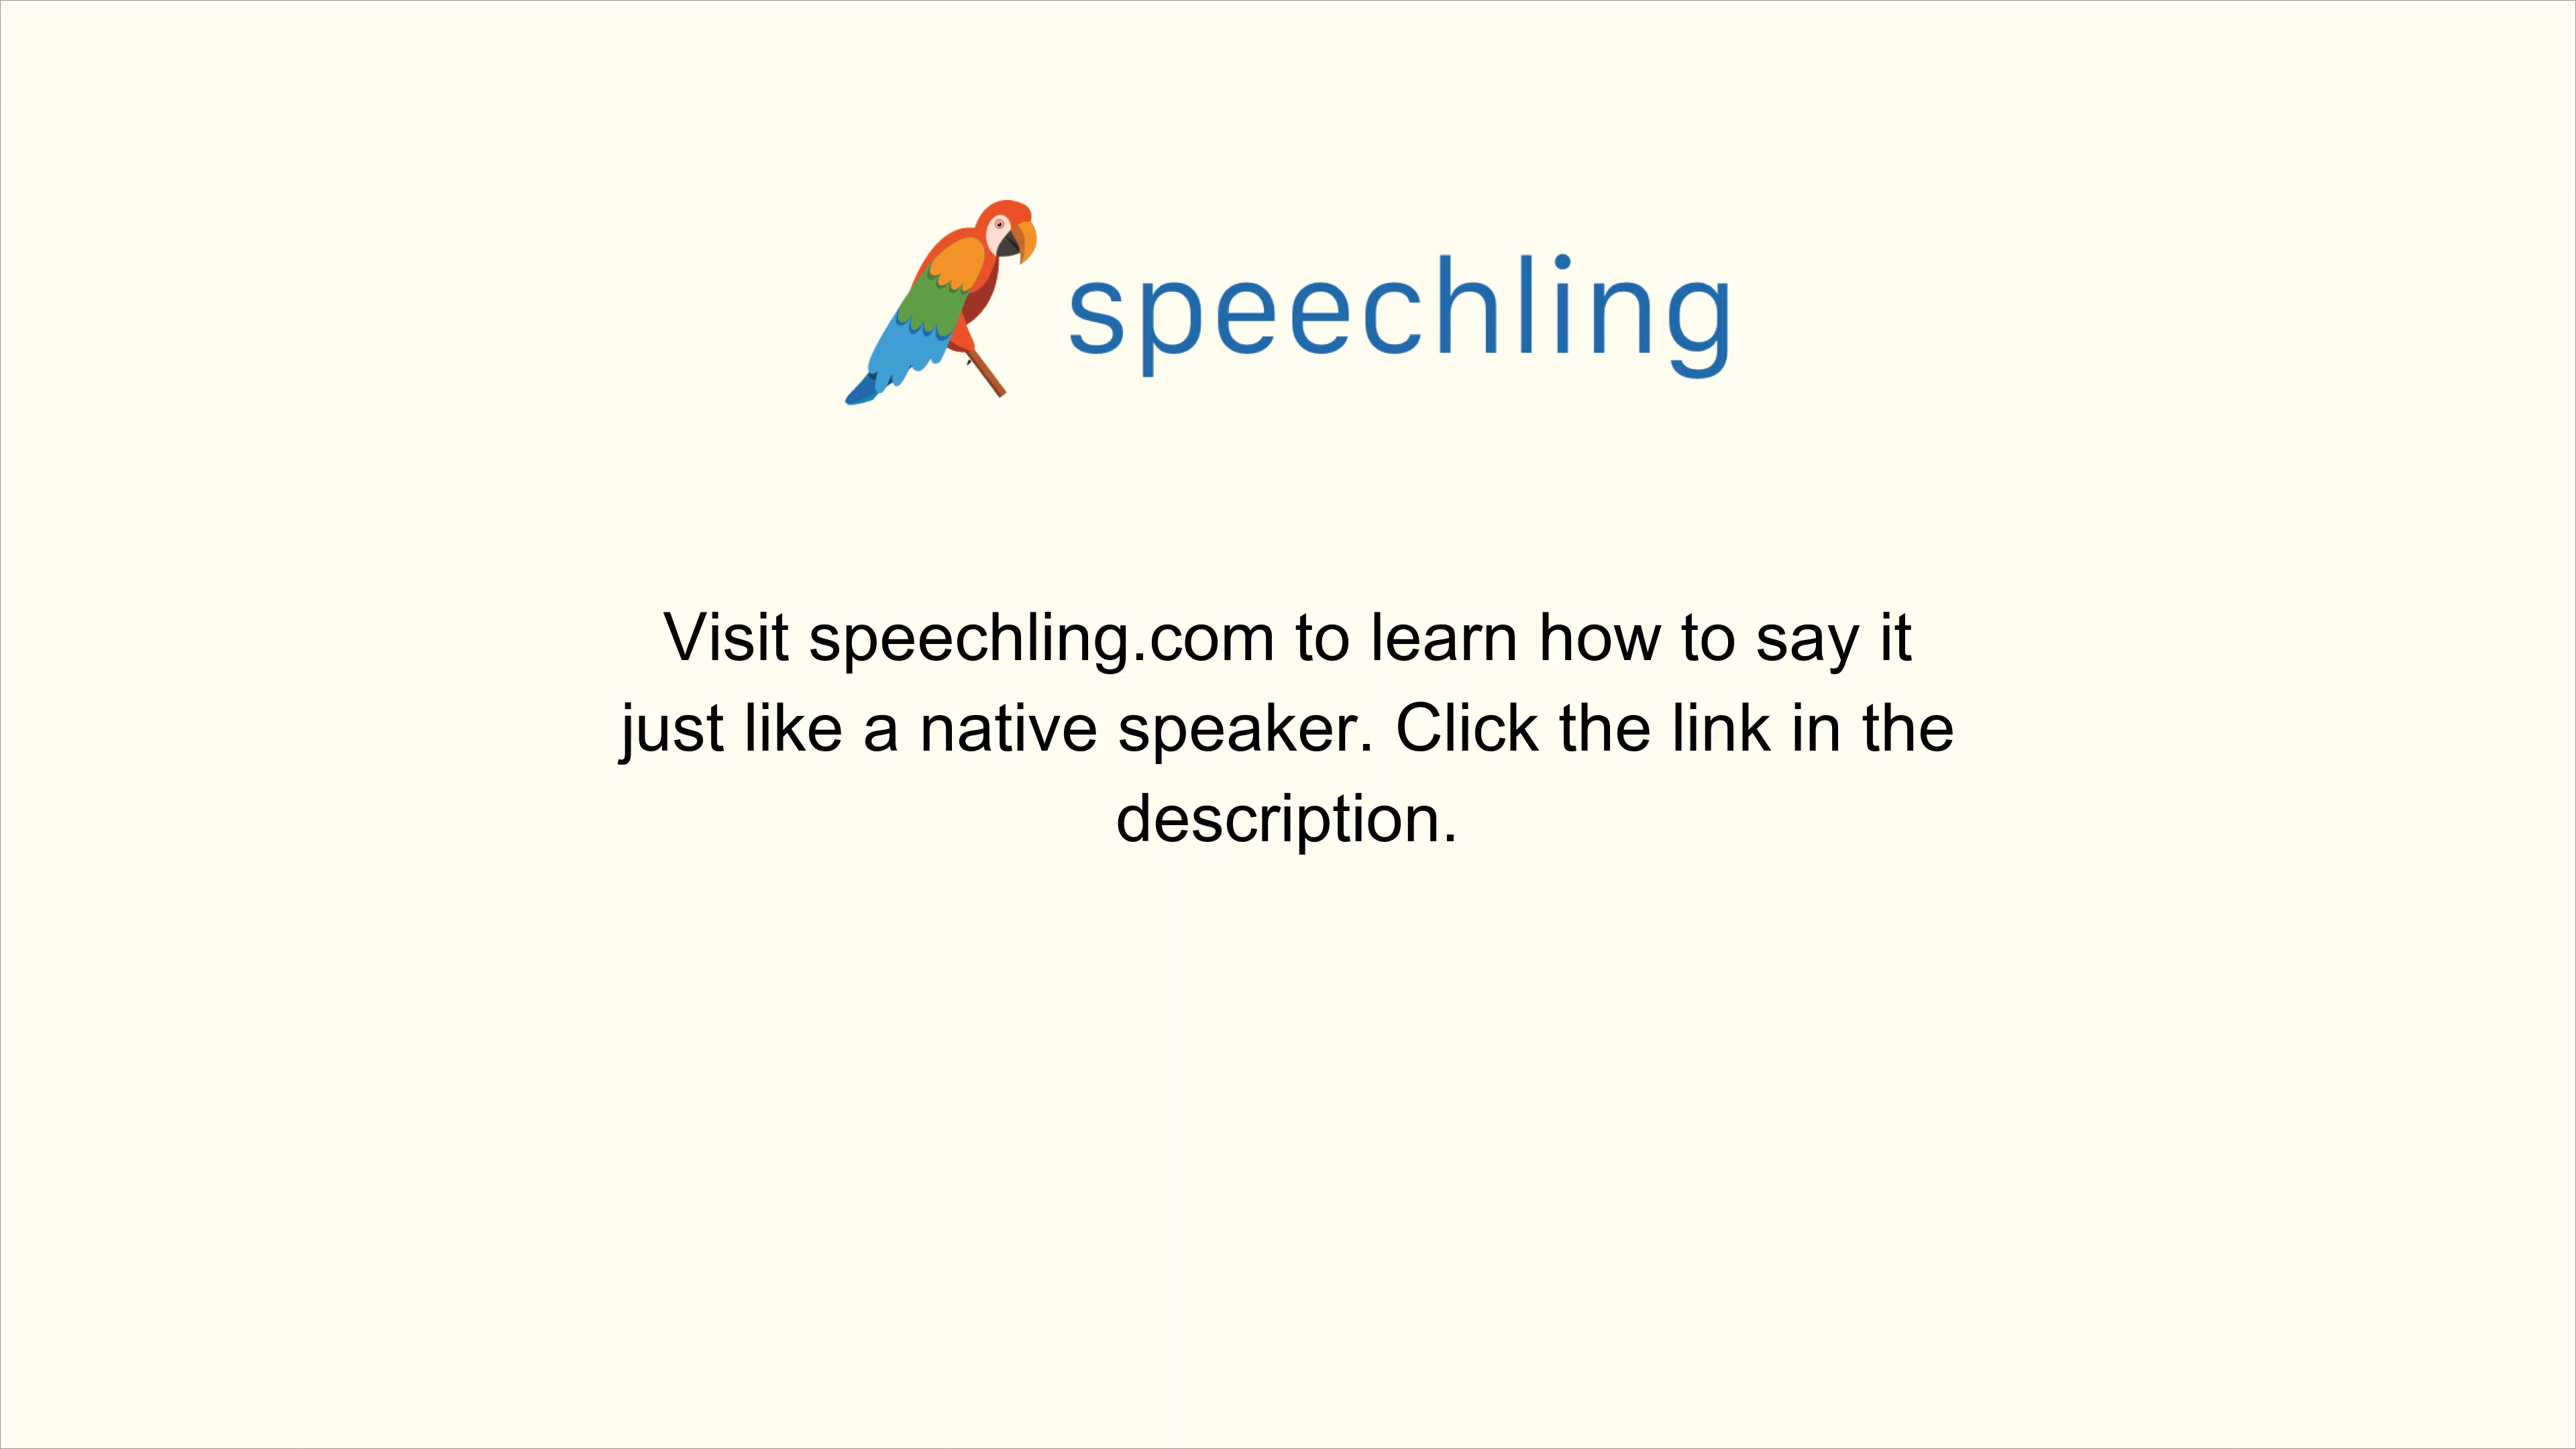 speechling
Visit speechling.com to learn how to say it
just like a native speaker. Click the link in the
description.